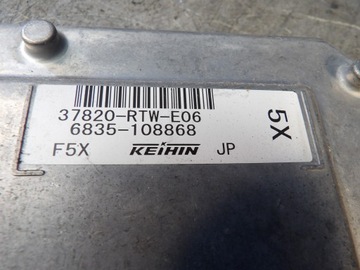 37820-RTW-E06
6835-108868
F5X KEIHIN JP
5X